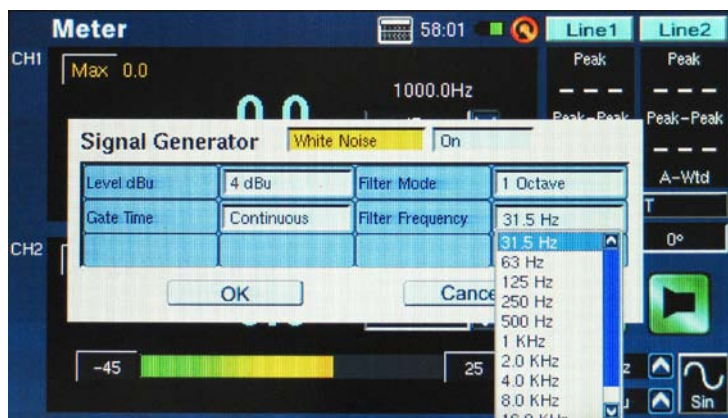 Meter
58:01
Line1
Line2
CH1
Max 0.0
1000.0Hz
Peak
Peak
Peak-Peak
Peak-Peak
A-Wtd
Signal Generator
White Noise
On
Level dBu
4 dBu
Filter Mode
1 Octave
Gate Time
Continuous
Filter Frequency
31.5 Hz
T
0°
CH2
31.5 Hz
63 Hz
125 Hz
250 Hz
500 Hz
1 KHz
2.0 KHz
4.0 KHz
8.0 KHz
OK
-45
25
Sin